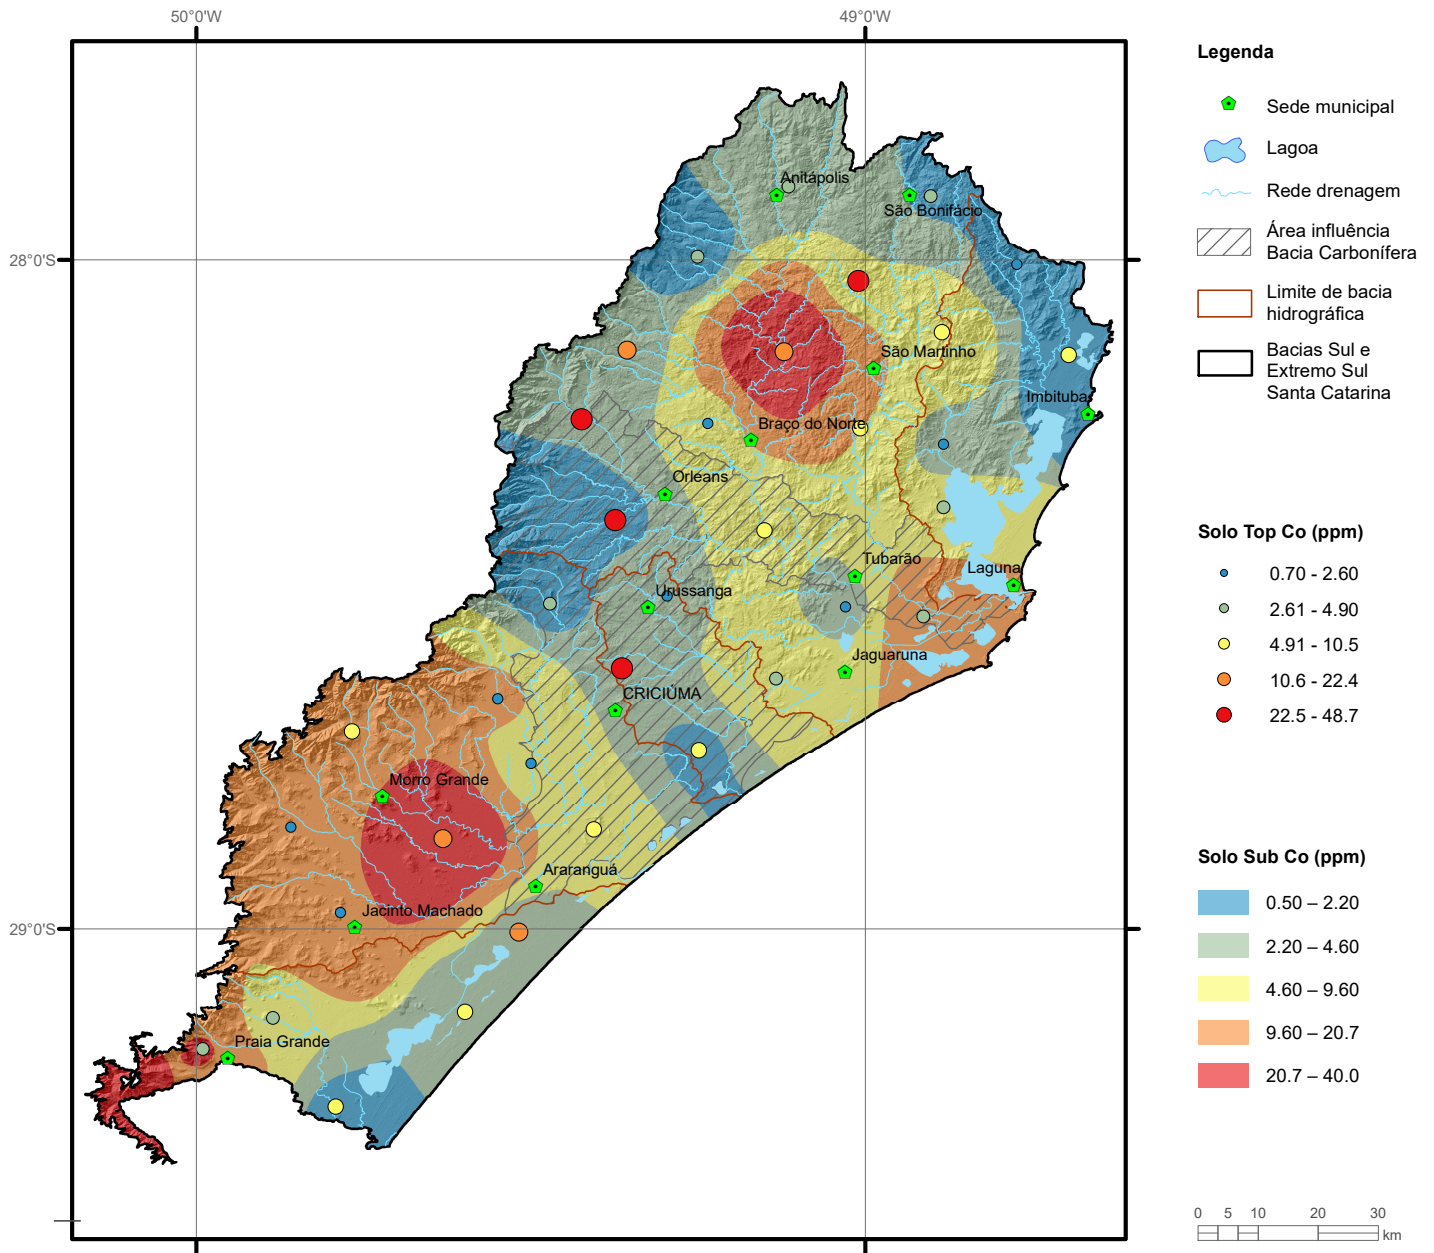 50°0'W
49°0'W
28°0'S
29°0'S
Anitápolis
São Bonifácio
São Martinho
Imbituba
Braço do Norte
Orleans
Tubarão
Laguna
Urussanga
Jaguaruna
CRICIÚMA
Morro Grande
Araranguá
Jacinto Machado
Praia Grande
Legenda
Sede municipal
Lagoa
Rede drenagem
Área influência
Bacia Carbonífera
Limite de bacia
hidrográfica
Bacias Sul e
Extremo Sul
Santa Catarina
Solo Top Co (ppm)
0.70 - 2.60
2.61 - 4.90
4.91 - 10.5
10.6 - 22.4
22.5 - 48.7
Solo Sub Co (ppm)
0.50 – 2.20
2.20 – 4.60
4.60 – 9.60
9.60 – 20.7
20.7 – 40.0
0 5 10 20 30
km